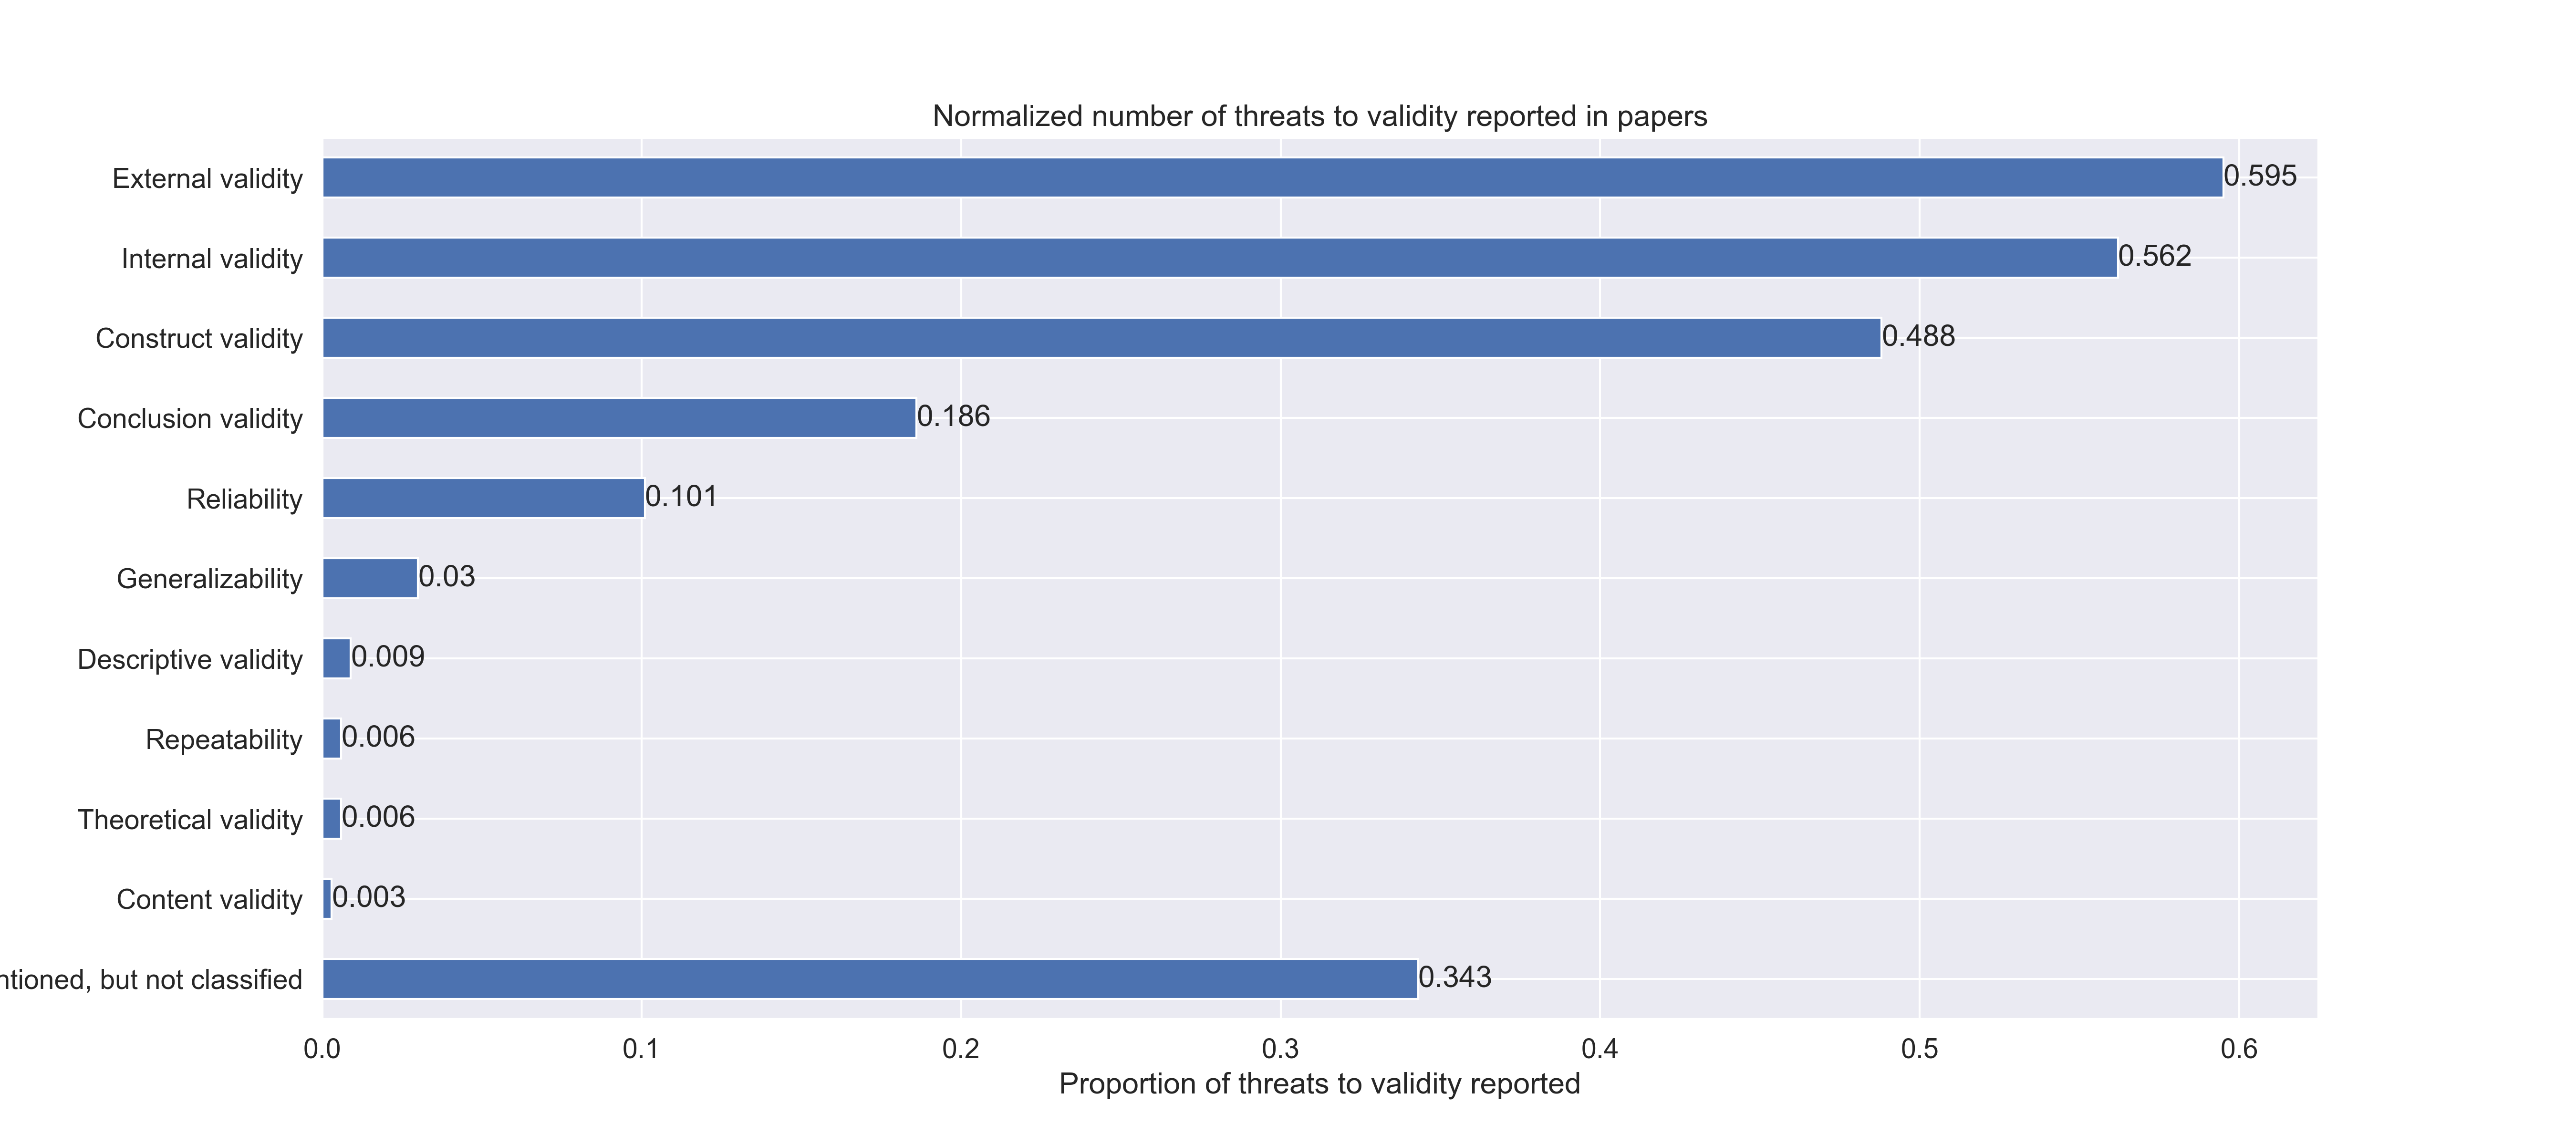 Normalized number of threats to validity reported in papers
External validity 0.595
Internal validity 0.562
Construct validity 0.488
Conclusion validity 0.186
Reliability 0.101
Generalizability 0.03
Descriptive validity 0.009
Repeatability 0.006
Theoretical validity 0.006
Content validity 0.003
ntioned, but not classified 0.343
0.0 0.1 0.2 0.3 0.4 0.5 0.6
Proportion of threats to validity reported